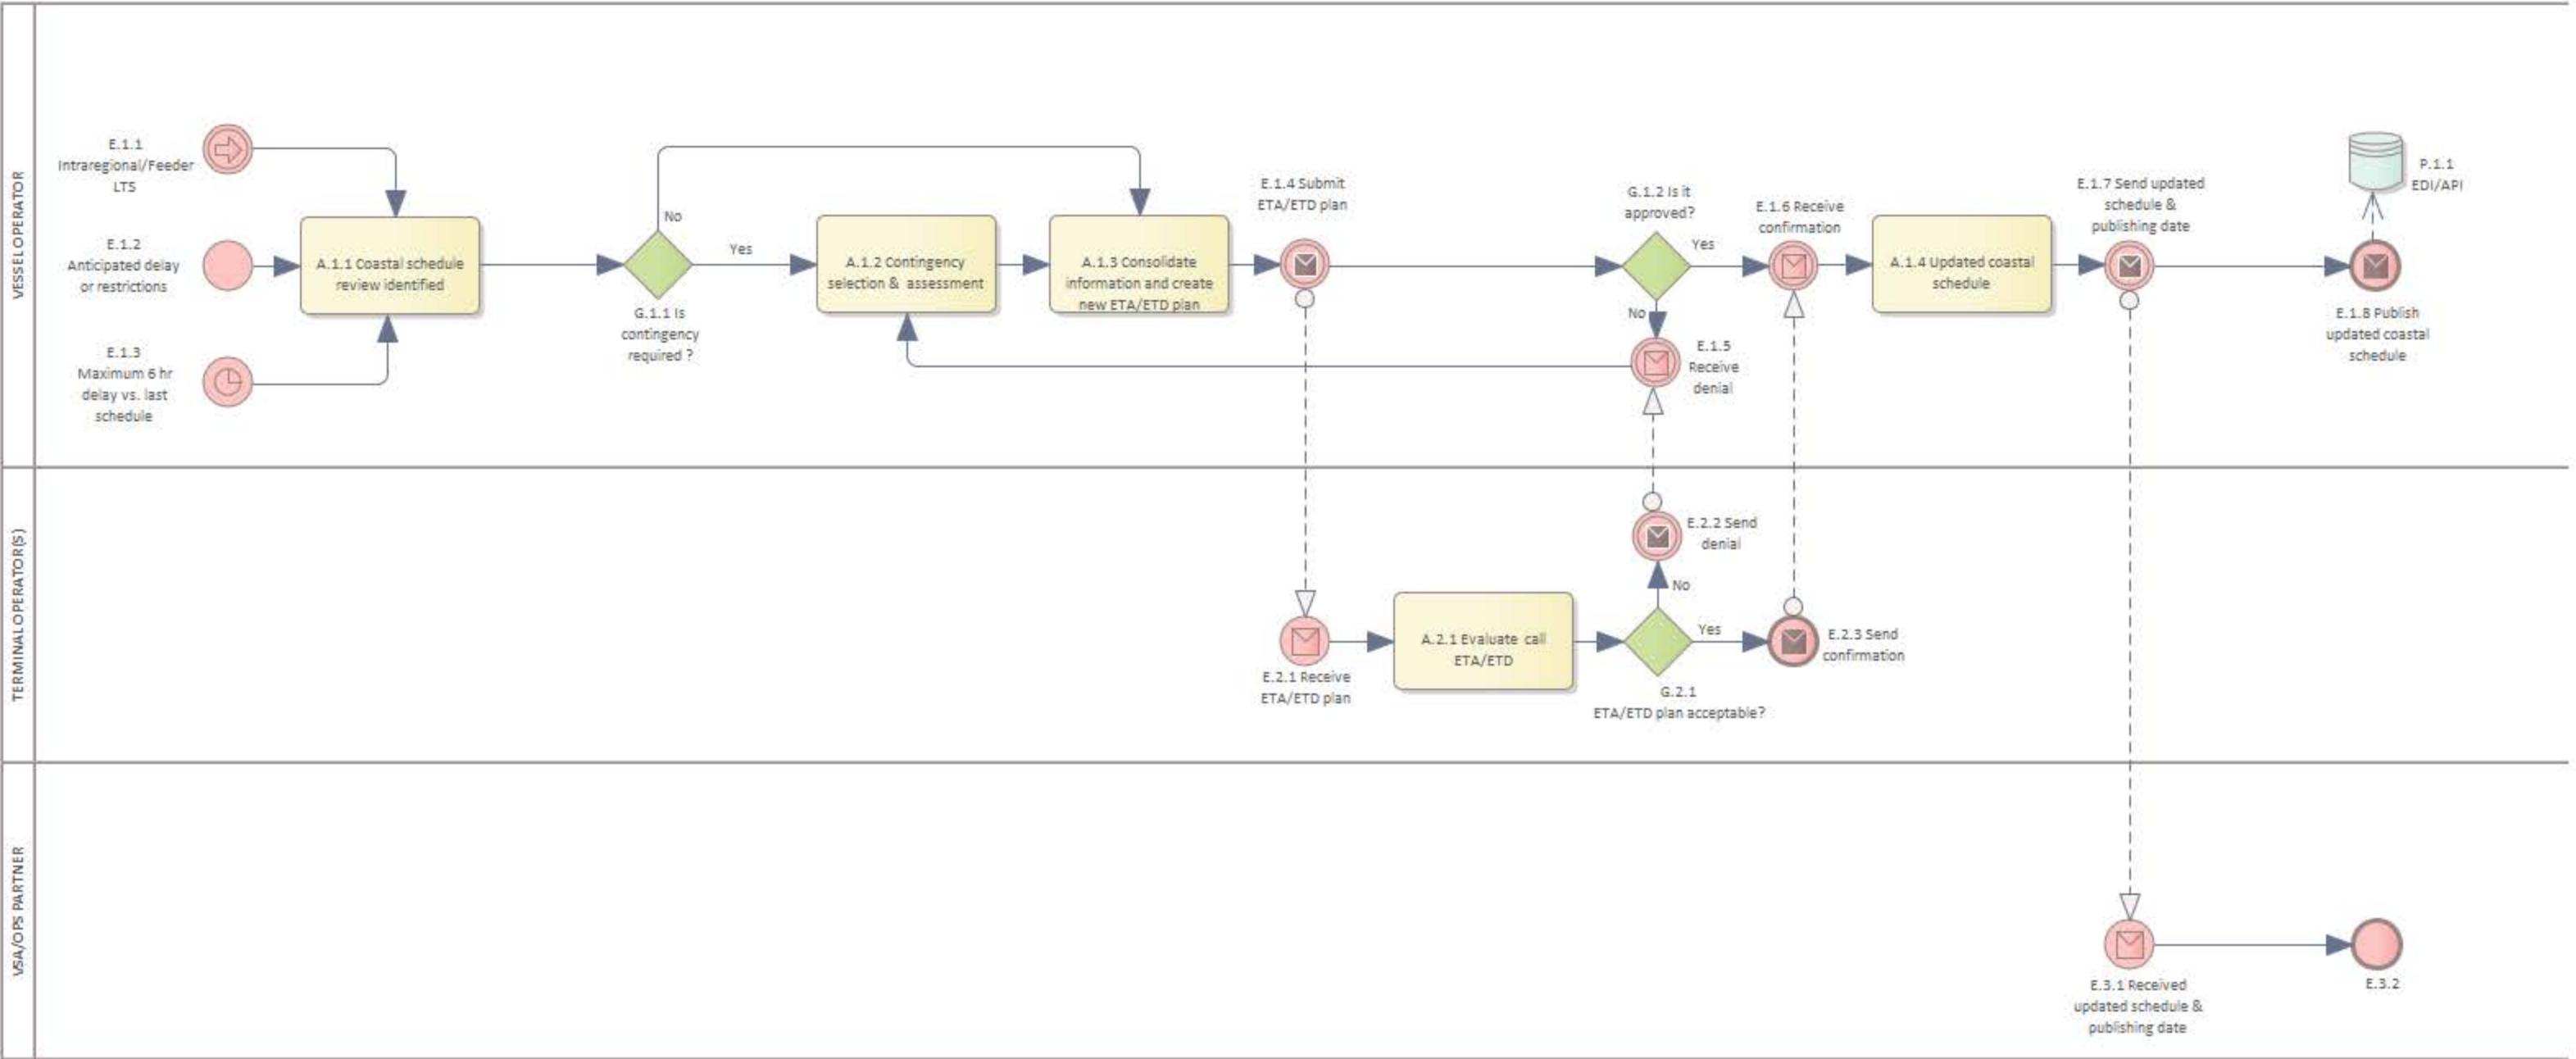 VESSEL OPERATOR
E.1.1
Intraregional/Feeder
LTS
E.1.2
Anticipated delay
or restrictions
E.1.3
Maximum 6 hr
delay vs. last
schedule
A.1.1 Coastal schedule
review identified
No
Yes
G.1.1 Is
contingency
required ?
A.1.2 Contingency
selection & assessment
A.1.3 Consolidate
information and create
new ETA/ETD plan
E.1.4 Submit
ETA/ETD plan
G.1.2 Is it
approved?
Yes
No
E.1.5
Receive
denial
E.1.6 Receive
confirmation
A.1.4 Updated coastal
schedule
E.1.7 Send updated
schedule &
publishing date
P.1.1
EDI/API
E.1.8 Publish
updated coastal
schedule
TERMINAL OPERATOR(S)
E.2.1 Receive
ETA/ETD plan
A.2.1 Evaluate call
ETA/ETD
E.2.2 Send
denial
No
Yes
G.2.1
ETA/ETD plan acceptable?
E.2.3 Send
confirmation
VSA/OPS PARTNER
E.3.1 Received
updated schedule &
publishing date
E.3.2